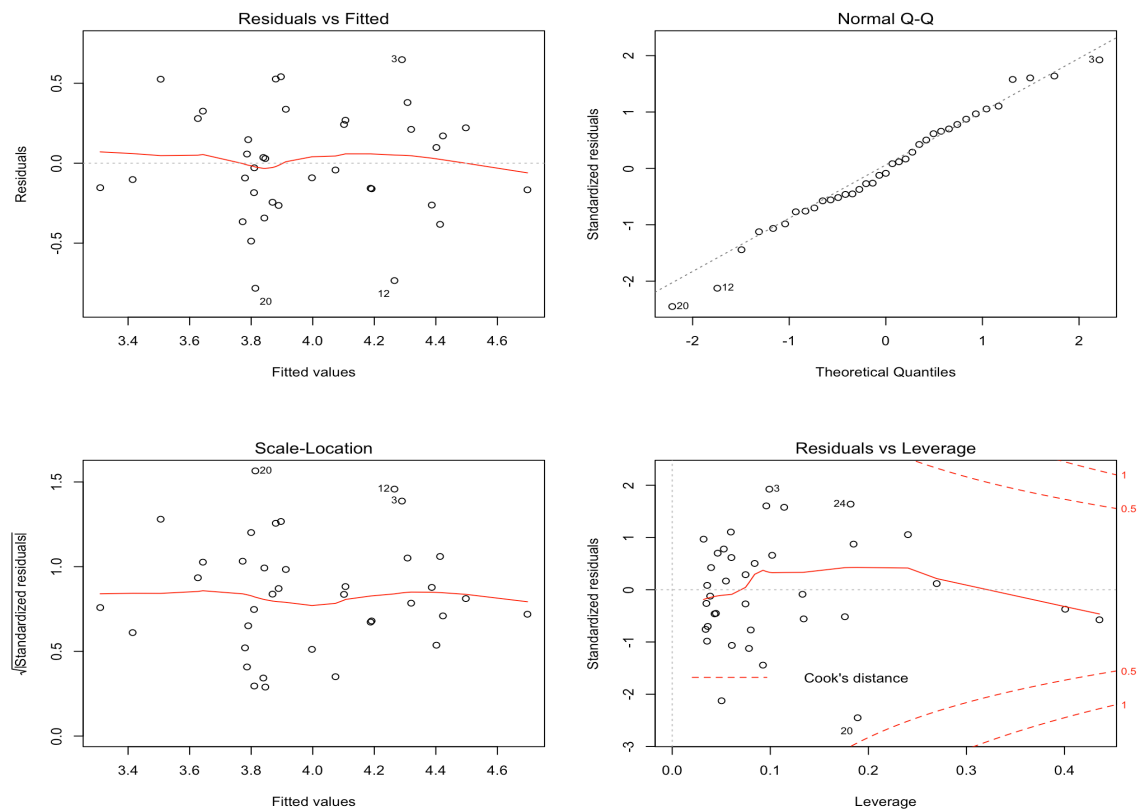 Residuals vs Fitted
Residuals
0.5
0.0
-0.5
3
20
12
3.4 3.6 3.8 4.0 4.2 4.4 4.6
Fitted values
Normal Q-Q
Standardized residuals
2
1
0
-1
-2
3
12
20
-2 -1 0 1 2
Theoretical Quantiles
Scale-Location
√|Standardized residuals|
1.5
1.0
0.5
0.0
20
12
3
3.4 3.6 3.8 4.0 4.2 4.4 4.6
Fitted values
Residuals vs Leverage
Standardized residuals
2
1
0
-1
-2
-3
3
24
20
1
0.5
0.5
1
Cook's distance
0.0 0.1 0.2 0.3 0.4
Leverage